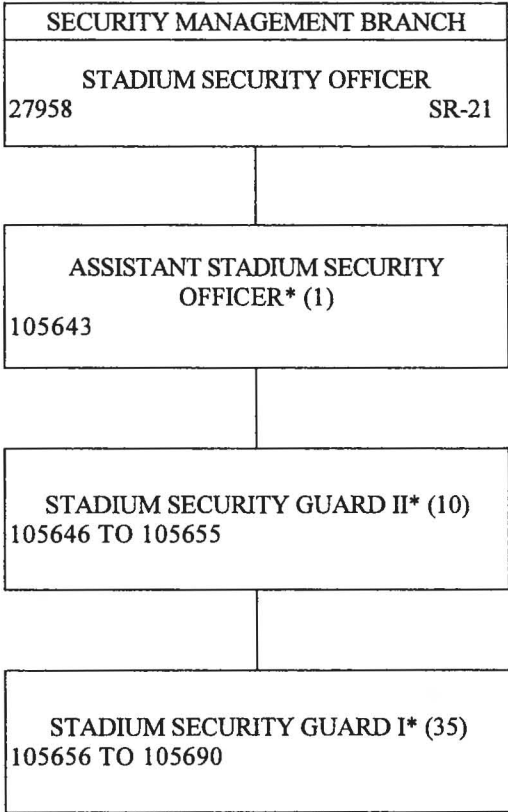 SECURITY MANAGEMENT BRANCH
STADIUM SECURITY OFFICER
27958 SR-21
ASSISTANT STADIUM SECURITY
OFFICER* (1)
105643
STADIUM SECURITY GUARD II* (10)
105646 TO 105655
STADIUM SECURITY GUARD I* (35)
105656 TO 105690